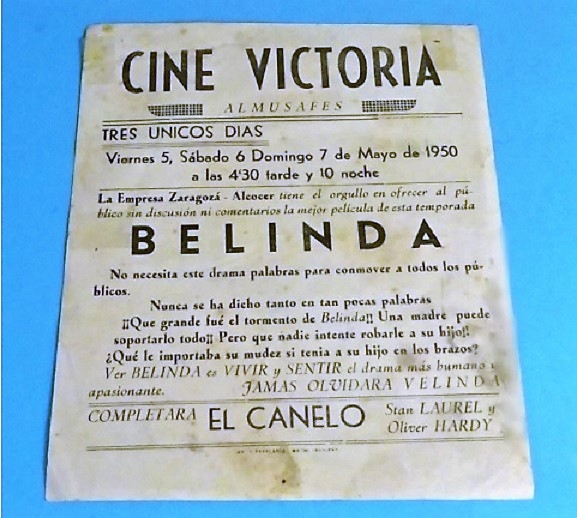 CINE VICTORIA
ALMUSAFES
TRES UNICOS DIAS
Viernes 5, Sábado 6 Domingo 7 de Mayo de 1950
a las 4'30 tarde y 10 noche
La Empresa Zaragozá - Alcocer tiene el orgullo en ofrecer al pú-
blico sin discusión ni comentarios la mejor película de esta temporada
BELINDA
No necesita este drama palabras para conmover a todos los pú-
blicos.
Nunca se ha dicho tanto en tan pocas palabras
¡¡Que grande fué el tormento de Belinda!! Una madre puede
soportarlo todo!! Pero que nadie intente robarle a su hijo!!
¿Qué le importaba su mudez si tenia a su hijo en los brazos?
Ver BELINDA es VIVIR y SENTIR el drama más humano y
apasionante. JAMAS OLVIDARA VELINDA
COMPLETARA EL CANELO Stan LAUREL y
Oliver HARDY